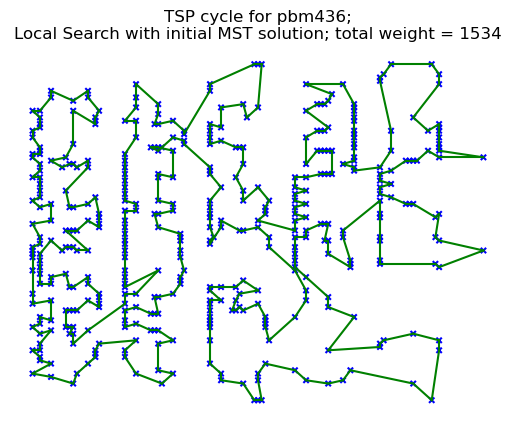 TSP cycle for pbm436;
Local Search with initial MST solution; total weight = 1534